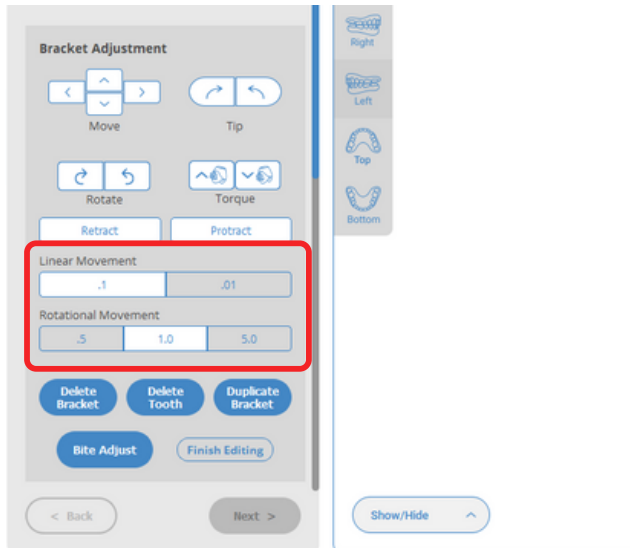 Bracket Adjustment
Move
Tip
Rotate
Torque
Retract
Protract
Linear Movement
.1
.01
Rotational Movement
.5
1.0
5.0
Delete
Bracket
Delete
Tooth
Duplicate
Bracket
Bite Adjust
Finish Editing
< Back
Next >
Right
Left
Top
Bottom
Show/Hide